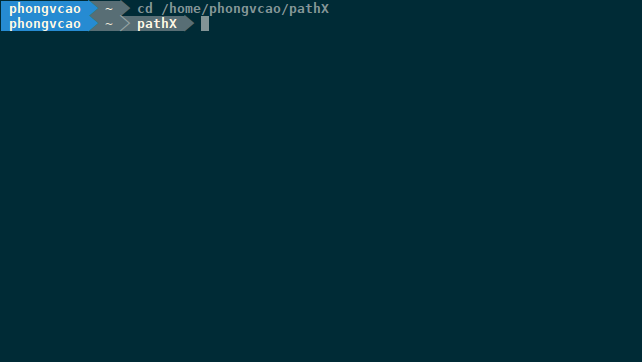 phongvcao ~ cd /home/phongvcao/pathX
phongvcao ~ pathX